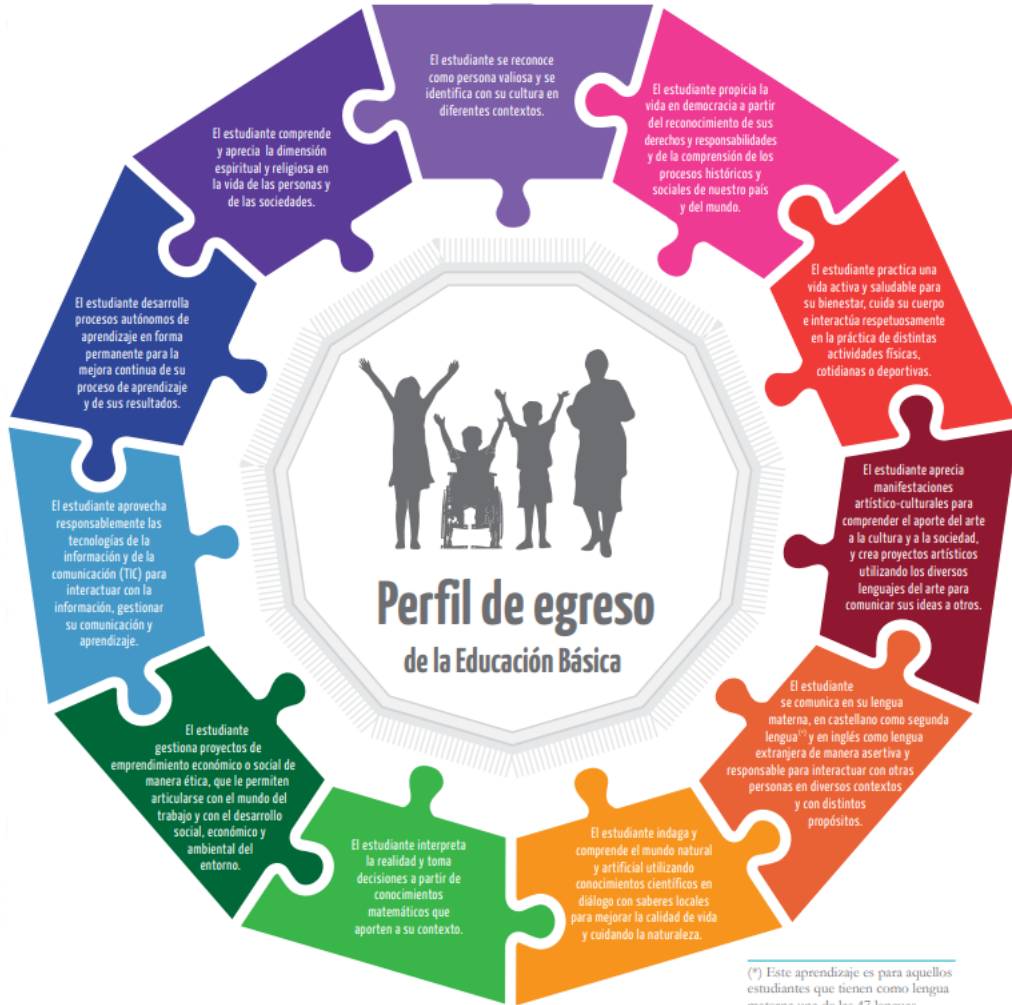 El estudiante se reconoce
como persona valiosa y se
identifica con su cultura en
diferentes contextos.
El estudiante propicia la
vida en democracia a partir
del reconocimiento de sus
derechos y responsabilidades
y de la comprensión de los
procesos históricos y
sociales de nuestro país
y del mundo.
El estudiante practica una
vida activa y saludable para
su bienestar, cuida su cuerpo
e interactúa respetuosamente
en la práctica de distintas
actividades físicas,
cotidianas o deportivas.
El estudiante aprecia
manifestaciones
artístico-culturales para
comprender el aporte del arte
a la cultura y a la sociedad,
y crea proyectos artísticos
utilizando los diversos
lenguajes del arte para
comunicar sus ideas a otros.
El estudiante
se comunica en su lengua
materna, en castellano como segunda
lengua(*) y en inglés como lengua
extranjera de manera asertiva y
responsable para interactuar con otras
personas en diversos contextos
y con distintos
propósitos.
El estudiante indaga y
comprende el mundo natural
y artificial utilizando
conocimientos científicos en
diálogo con saberes locales
para mejorar la calidad de vida
y cuidando la naturaleza.
El estudiante interpreta
la realidad y toma
decisiones a partir de
conocimientos
matemáticos que
aporten a su contexto.
El estudiante
gestiona proyectos de
emprendimiento económico o social de
manera ética, que le permiten
articularse con el mundo del
trabajo y con el desarrollo
social, económico y
ambiental del
entorno.
El estudiante aprovecha
responsablemente las
tecnologías de la
información y de la
comunicación (TIC) para
interactuar con la
información, gestionar
su comunicación y
aprendizaje.
El estudiante desarrolla
procesos autónomos de
aprendizaje en forma
permanente para la
mejora continua de su
proceso de aprendizaje
y de sus resultados.
El estudiante comprende
y aprecia la dimensión
espiritual y religiosa en
la vida de las personas y
de las sociedades.
Perfil de egreso
de la Educación Básica
(*) Este aprendizaje es para aquellos
estudiantes que tienen como lengua
materna una de las 47 lenguas